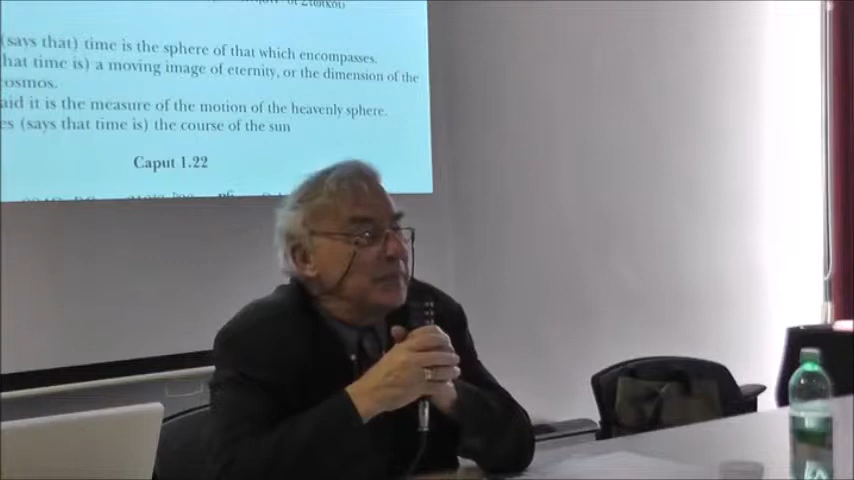 (says that) time is the sphere of that which encompasses.
that time is) a moving image of eternity, or the dimension of the
cosmos.
aid it is the measure of the motion of the heavenly sphere.
es (says that time is) the course of the sun
Caput 1.22